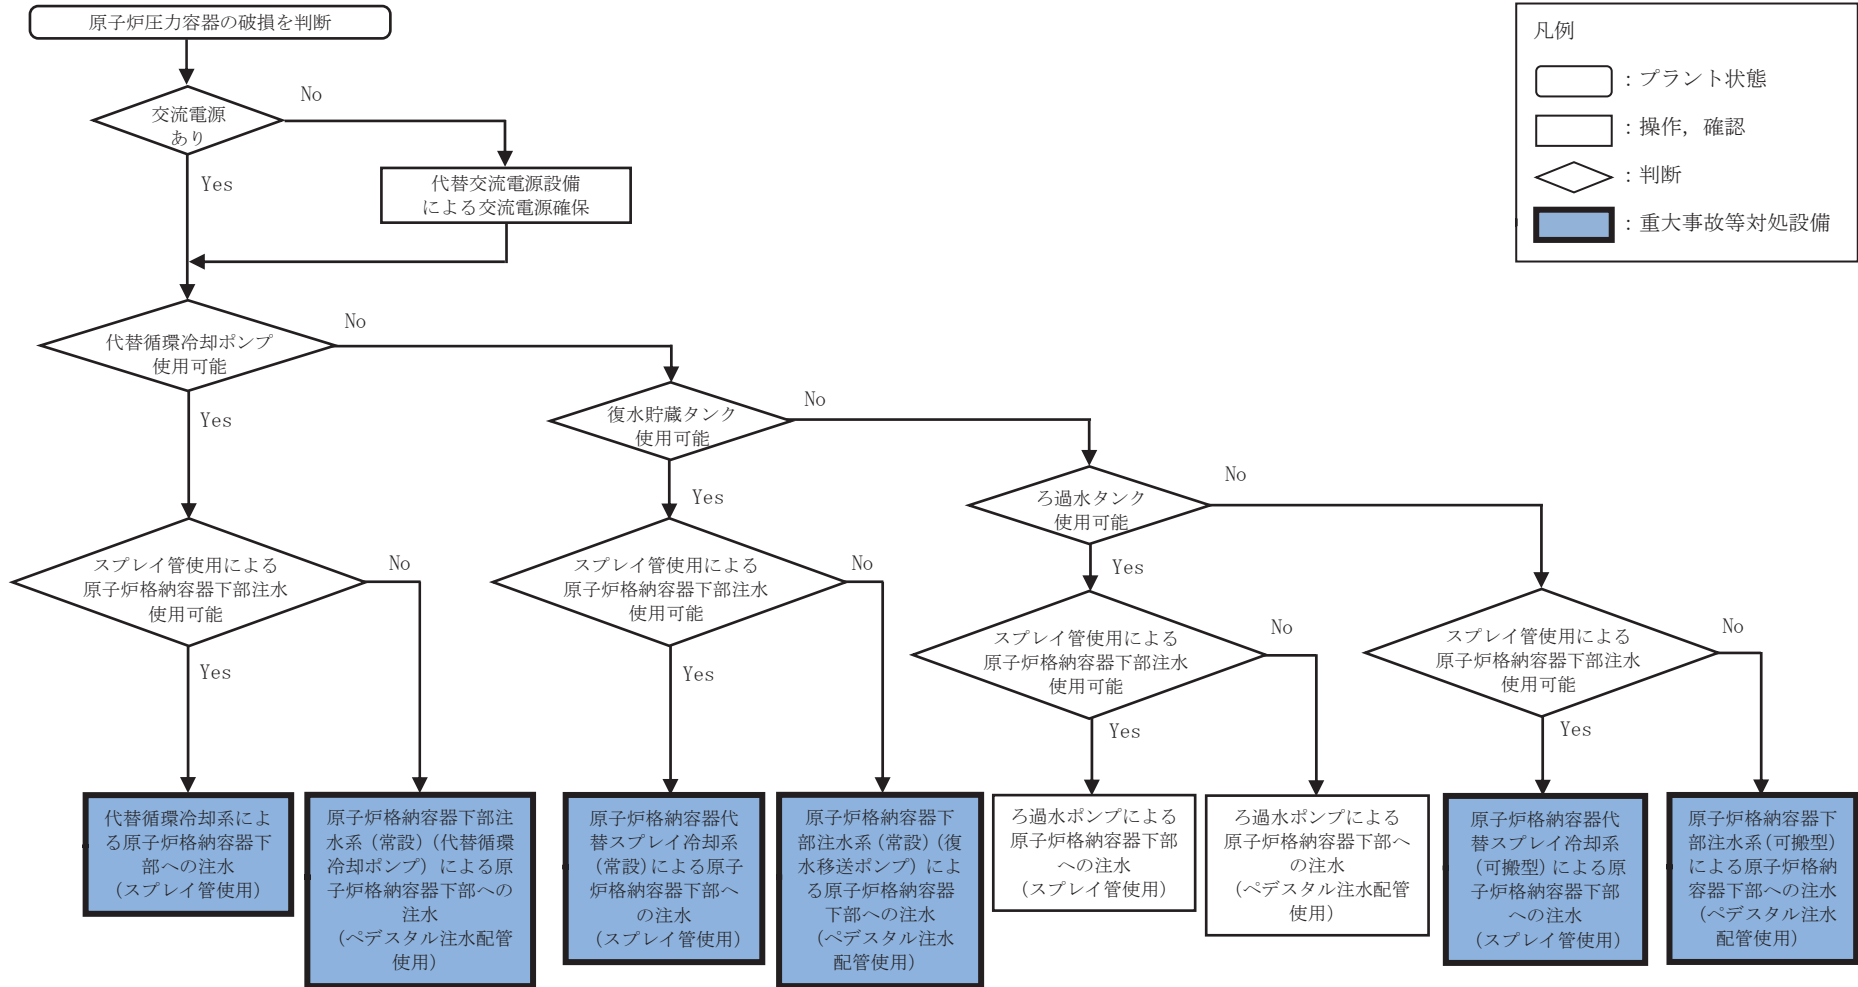 原子炉圧力容器の破損を判断
凡例
：プラント状態
：操作，確認
：判断
：重大事故等対処設備
交流電源
あり
No
Yes
代替交流電源設備
による交流電源確保
代替循環冷却ポンプ
使用可能
No
Yes
復水貯蔵タンク
使用可能
No
Yes
ろ過水タンク
使用可能
No
Yes
スプレイ管使用による
原子炉格納容器下部注水
使用可能
No
Yes
スプレイ管使用による
原子炉格納容器下部注水
使用可能
No
Yes
スプレイ管使用による
原子炉格納容器下部注水
使用可能
No
Yes
スプレイ管使用による
原子炉格納容器下部注水
使用可能
No
Yes
代替循環冷却系によ
る原子炉格納容器下
部への注水
（スプレイ管使用）
原子炉格納容器下部注
水系（常設）（代替循環
冷却ポンプ）による原
子炉格納容器下部への
注水
（ペデスタル注水配管
使用）
原子炉格納容器代
替スプレイ冷却系
（常設）による原子
炉格納容器下部へ
の注水
（スプレイ管使用）
原子炉格納容器下
部注水系（常設）（復
水移送ポンプ）によ
る原子炉格納容器
下部への注水
（ペデスタル注水
配管使用）
ろ過水ポンプによる
原子炉格納容器下部
への注水
（スプレイ管使用）
ろ過水ポンプによる
原子炉格納容器下部へ
の注水
（ペデスタル注水配管
使用）
原子炉格納容器代
替スプレイ冷却系
（可搬型）による原
子炉格納容器下部
への注水
（スプレイ管使用）
原子炉格納容器下
部注水系（可搬型）
による原子炉格納
容器下部への注水
（ペデスタル注水
配管使用）